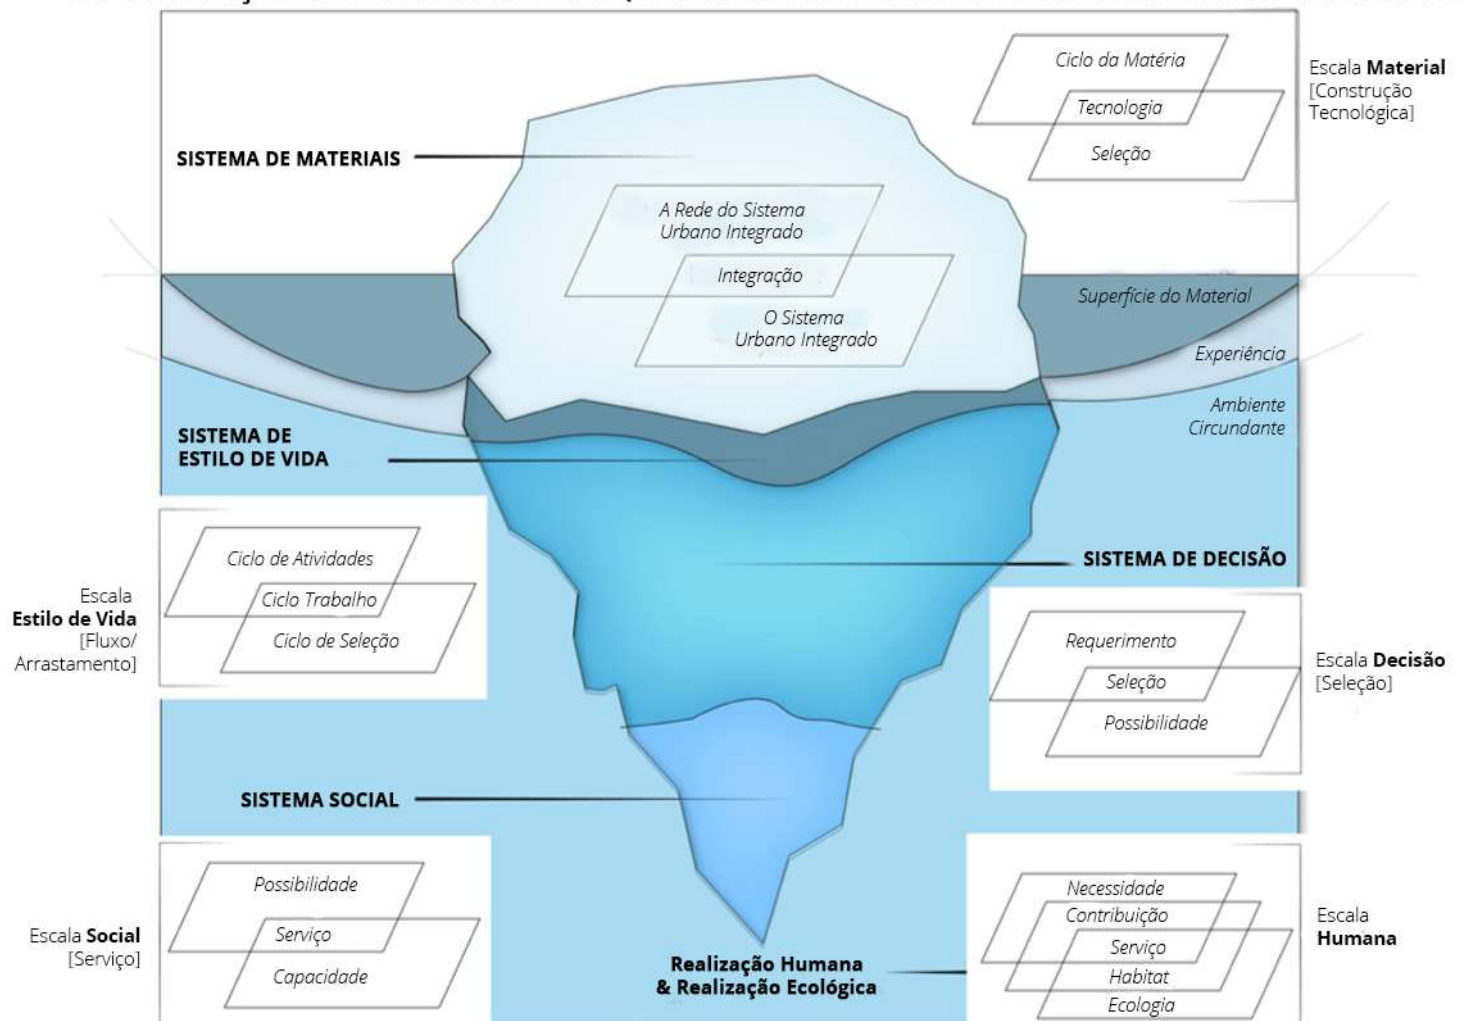 Ciclo da Matéria
Tecnologia
Seleção
Escala Material
[Construção
Tecnológica]
SISTEMA DE MATERIAIS
A Rede do Sistema
Urbano Integrado
Integração
O Sistema
Urbano Integrado
Superfície do Material
Experiência
Ambiente
Circundante
SISTEMA DE
ESTILO DE VIDA
Ciclo de Atividades
Ciclo Trabalho
Ciclo de Seleção
Escala
Estilo de Vida
[Fluxo/
Arrastamento]
SISTEMA DE DECISÃO
Requerimento
Seleção
Possibilidade
Escala Decisão
[Seleção]
SISTEMA SOCIAL
Possibilidade
Serviço
Capacidade
Escala Social
[Serviço]
Realização Humana
& Realização Ecológica
Necessidade
Contribuição
Serviço
Habitat
Ecologia
Escala
Humana